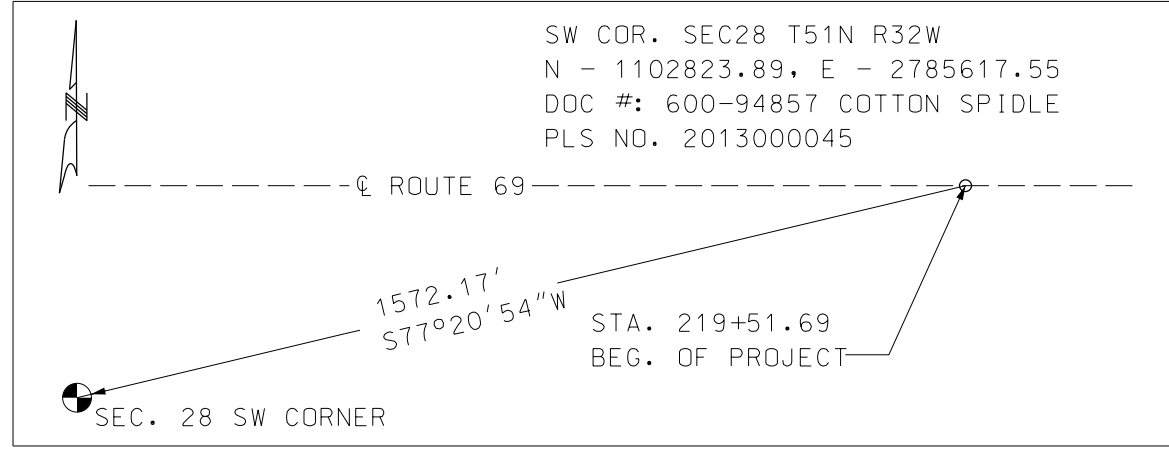 SW COR. SEC28 T51N R32W
N - 1102823.89, E - 2785617.55
DOC #: 600-94857 COTTON SPIDLE
PLS NO. 2013000045
N
℄ ROUTE 69
1572.17'
S77°20'54"W
STA. 219+51.69
BEG. OF PROJECT
SEC. 28 SW CORNER